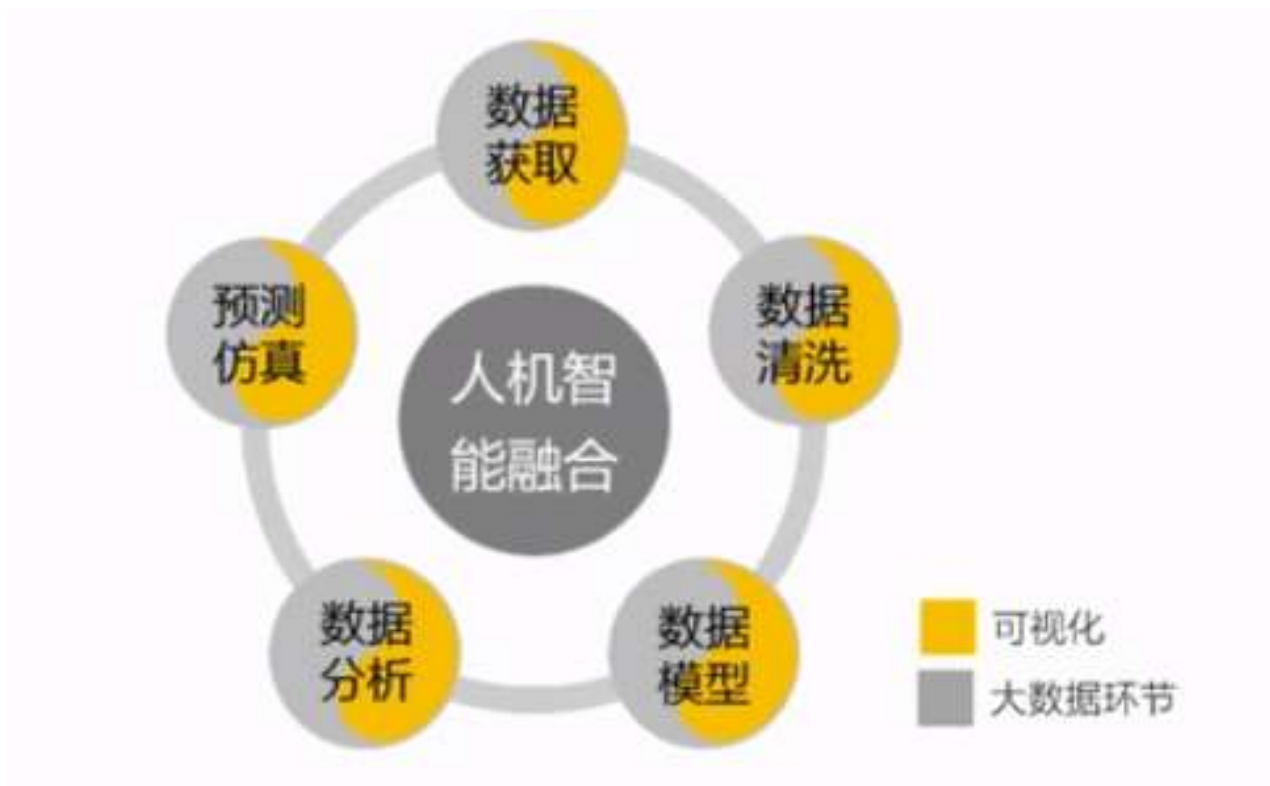 数据
获取
数据
清洗
数据
模型
数据
分析
预测
仿真
人机智
能融合
可视化
大数据环节